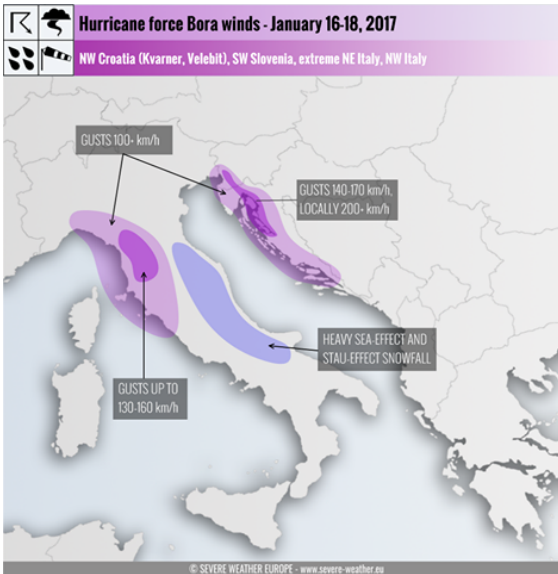 Hurricane force Bora winds - January 16-18, 2017
NW Croatia (Kvarner, Velebit), SW Slovenia, extreme NE Italy, NW Italy
GUSTS 100+ km/h
GUSTS 140-170 km/h,
LOCALLY 200+ km/h
HEAVY SEA-EFFECT AND
STAU-EFFECT SNOWFALL
GUSTS UP TO
130-160 km/h
© SEVERE WEATHER EUROPE - www.severe-weather.eu